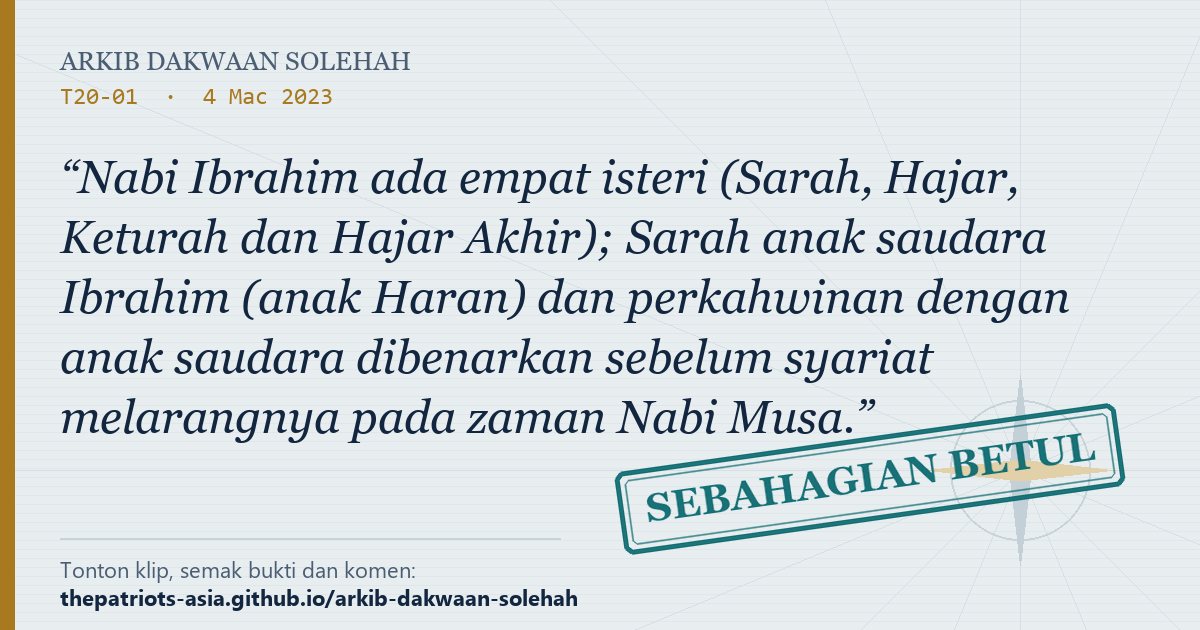 ARKIB DAKWAAN SOLEHAH
T20-01 · 4 Mac 2023
“Nabi Ibrahim ada empat isteri (Sarah, Hajar,
Keturah dan Hajar Akhir); Sarah anak saudara
Ibrahim (anak Haran) dan perkahwinan dengan
anak saudara dibenarkan sebelum syariat
melarangnya pada zaman Nabi Musa.”
SEBAHAGIAN BETUL
Tonton klip, semak bukti dan komen:
thepatriots-asia.github.io/arkib-dakwaan-solehah